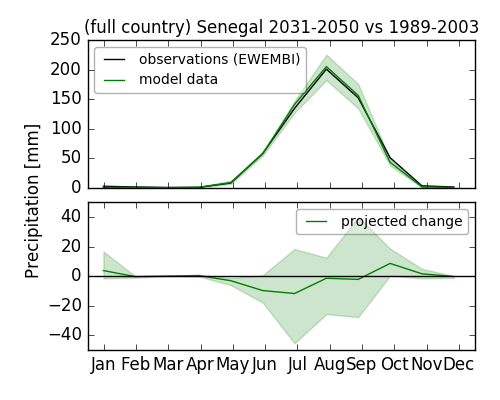 (full country) Senegal 2031-2050 vs 1989-2003
250
200
150
100
50
0
observations (EWEMBI)
model data
Precipitation [mm]
40
20
0
−20
−40
projected change
Jan Feb Mar Apr May Jun Jul Aug Sep Oct Nov Dec